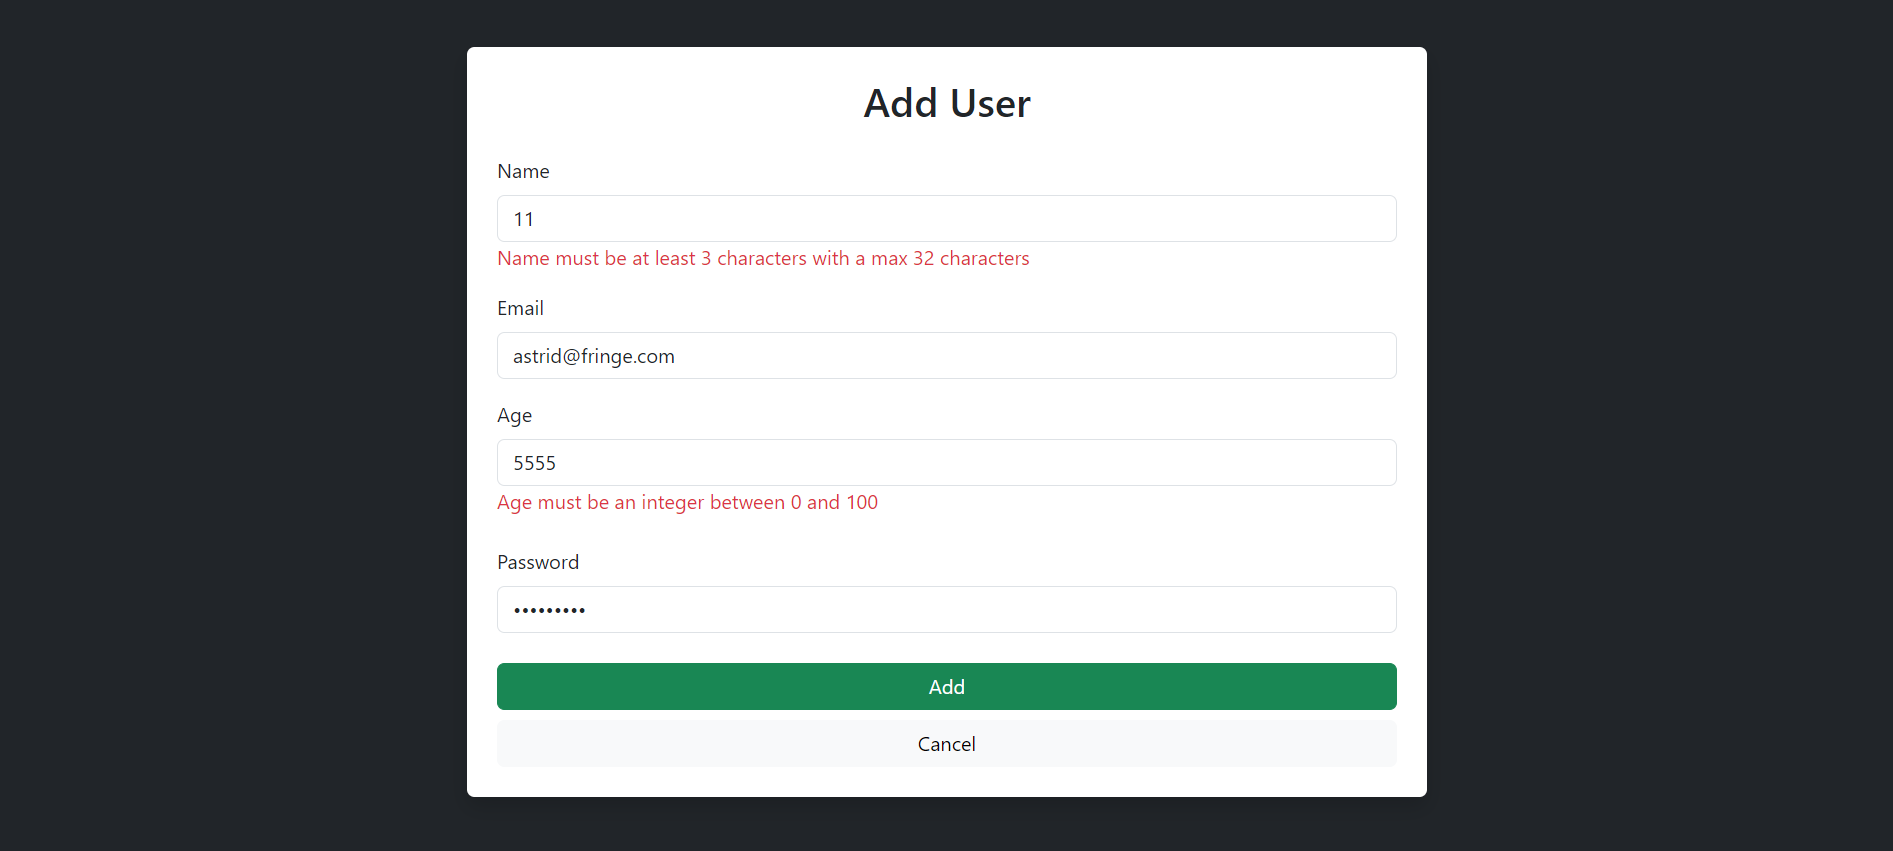 Add User
Name
11
Name must be at least 3 characters with a max 32 characters
Email
astrid@fringe.com
Age
5555
Age must be an integer between 0 and 100
Password
•••••••••
Add
Cancel